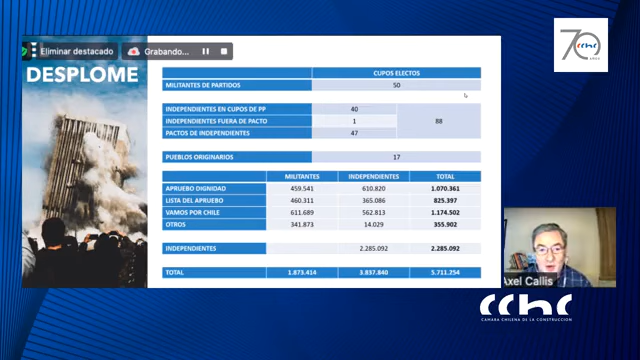 Eliminar destacado
Grabando...
DESPLOME
CUPOS ELECTOS
MILITANTES DE PARTIDOS 50
INDEPENDIENTES EN CUPOS DE PP 40
INDEPENDIENTES FUERA DE PACTO 1 88
PACTOS DE INDEPENDIENTES 47
PUEBLOS ORIGINARIOS 17
MILITANTES INDEPENDIENTES TOTAL
APRUEBO DIGNIDAD 459.541 610.820 1.070.361
LISTA DEL APRUEBO 460.311 365.086 825.397
VAMOS POR CHILE 611.689 562.813 1.174.502
OTROS 341.873 14.029 355.902
INDEPENDIENTES 2.285.092 2.285.092
TOTAL 1.873.414 3.837.840 5.711.254
70 cchc
AÑOS
Axel Callis
cchc
CAMARA CHILENA DE LA CONSTRUCCION